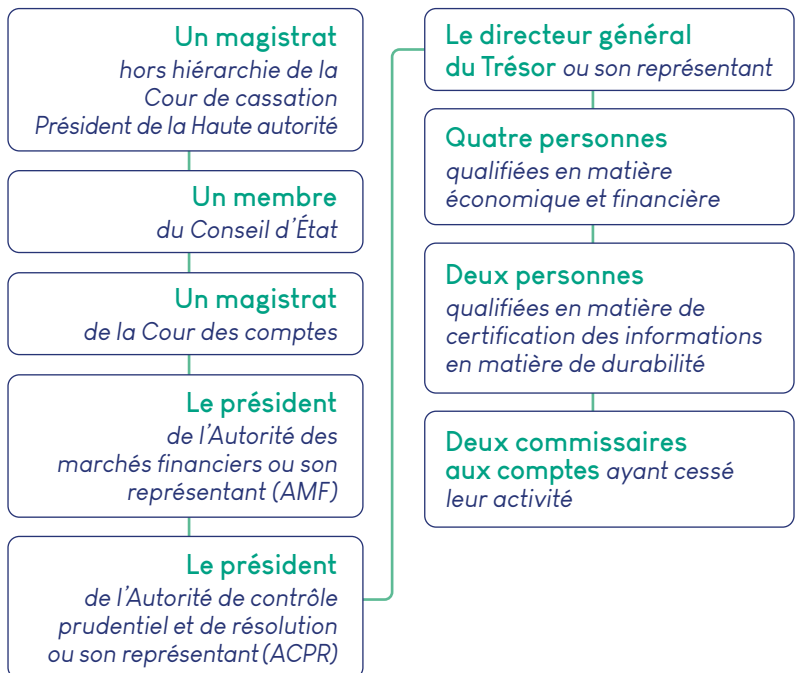 Un magistrat
hors hiérarchie de la
Cour de cassation
Président de la Haute autorité
Un membre
du Conseil d'État
Un magistrat
de la Cour des comptes
Le président
de l'Autorité des
marchés financiers ou son
représentant (AMF)
Le président
de l'Autorité de contrôle
prudentiel et de résolution
ou son représentant (ACPR)
Le directeur général
du Trésor ou son représentant
Quatre personnes
qualifiées en matière
économique et financière
Deux personnes
qualifiées en matière de
certification des informations
en matière de durabilité
Deux commissaires
aux comptes ayant cessé
leur activité